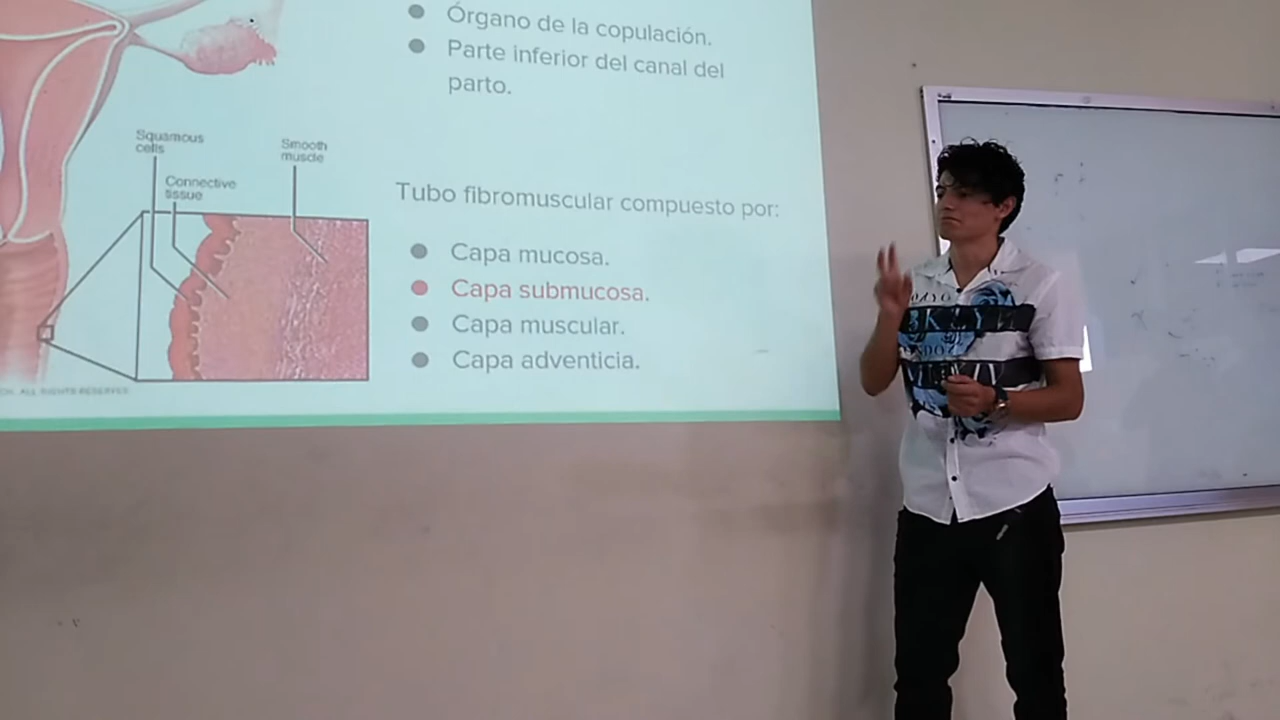 Órgano de la copulación.
Parte inferior del canal del
parto.
Squamous
cells
Smooth
muscle
Connective
tissue
Tubo fibromuscular compuesto por:
Capa mucosa.
Capa submucosa.
Capa muscular.
Capa adventicia.
ALL RIGHTS RESERVED